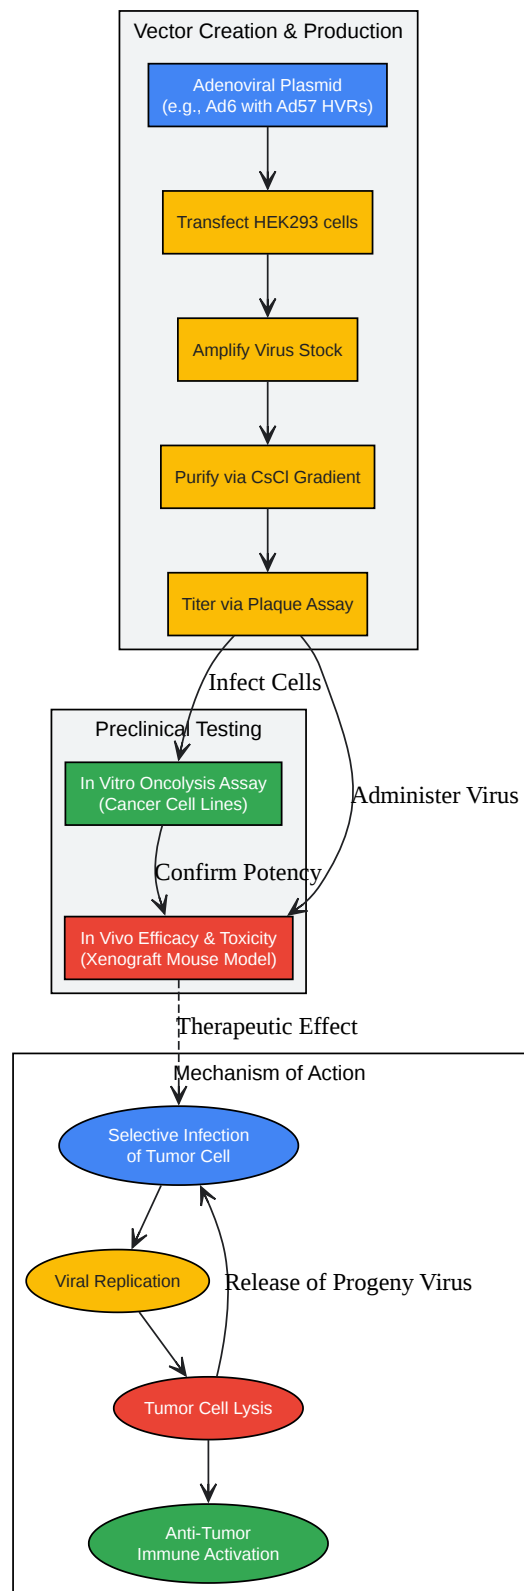 Vector Creation & Production
Adenoviral Plasmid
(e.g., Ad6 with Ad57 HVRs)
Transfect HEK293 cells
Amplify Virus Stock
Purify via CsCl Gradient
Titer via Plaque Assay
Infect Cells
Preclinical Testing
In Vitro Oncolysis Assay
(Cancer Cell Lines)
Administer Virus
Confirm Potency
In Vivo Efficacy & Toxicity
(Xenograft Mouse Model)
Therapeutic Effect
Mechanism of Action
Selective Infection
of Tumor Cell
Viral Replication
Release of Progeny Virus
Tumor Cell Lysis
Anti-Tumor
Immune Activation